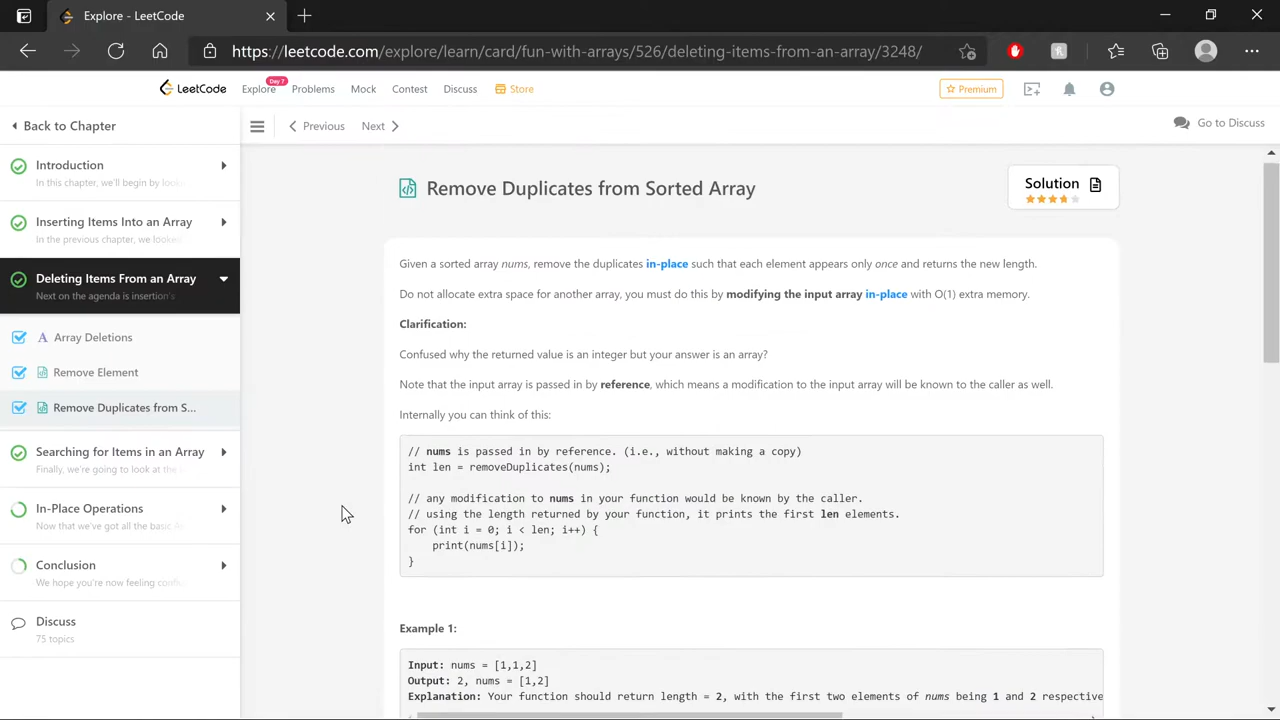 Explore - LeetCode
https://leetcode.com/explore/learn/card/fun-with-arrays/526/deleting-items-from-an-array/3248/
LeetCode Explore Day 7 Problems Mock Contest Discuss Store Premium
Back to Chapter
Previous Next Go to Discuss
Introduction
In this chapter, we'll begin by look
Inserting Items Into an Array
In the previous chapter, we looked
Deleting Items From an Array
Next on the agenda is insertion's
A Array Deletions
Remove Element
Remove Duplicates from S...
Searching for Items in an Array
Finally, we're going to look at the
In-Place Operations
Now that we've got all the basic A
Conclusion
We hope you're now feeling
Discuss
75 topics
Remove Duplicates from Sorted Array
Solution
Given a sorted array nums, remove the duplicates in-place such that each element appears only once and returns the new length.
Do not allocate extra space for another array, you must do this by modifying the input array in-place with O(1) extra memory.
Clarification:
Confused why the returned value is an integer but your answer is an array?
Note that the input array is passed in by reference, which means a modification to the input array will be known to the caller as well.
Internally you can think of this:
// nums is passed in by reference. (i.e., without making a copy)
int len = removeDuplicates(nums);
// any modification to nums in your function would be known by the caller.
// using the length returned by your function, it prints the first len elements.
for (int i = 0; i < len; i++) {
print(nums[i]);
}
Example 1:
Input: nums = [1,1,2]
Output: 2, nums = [1,2]
Explanation: Your function should return length = 2, with the first two elements of nums being 1 and 2 respective